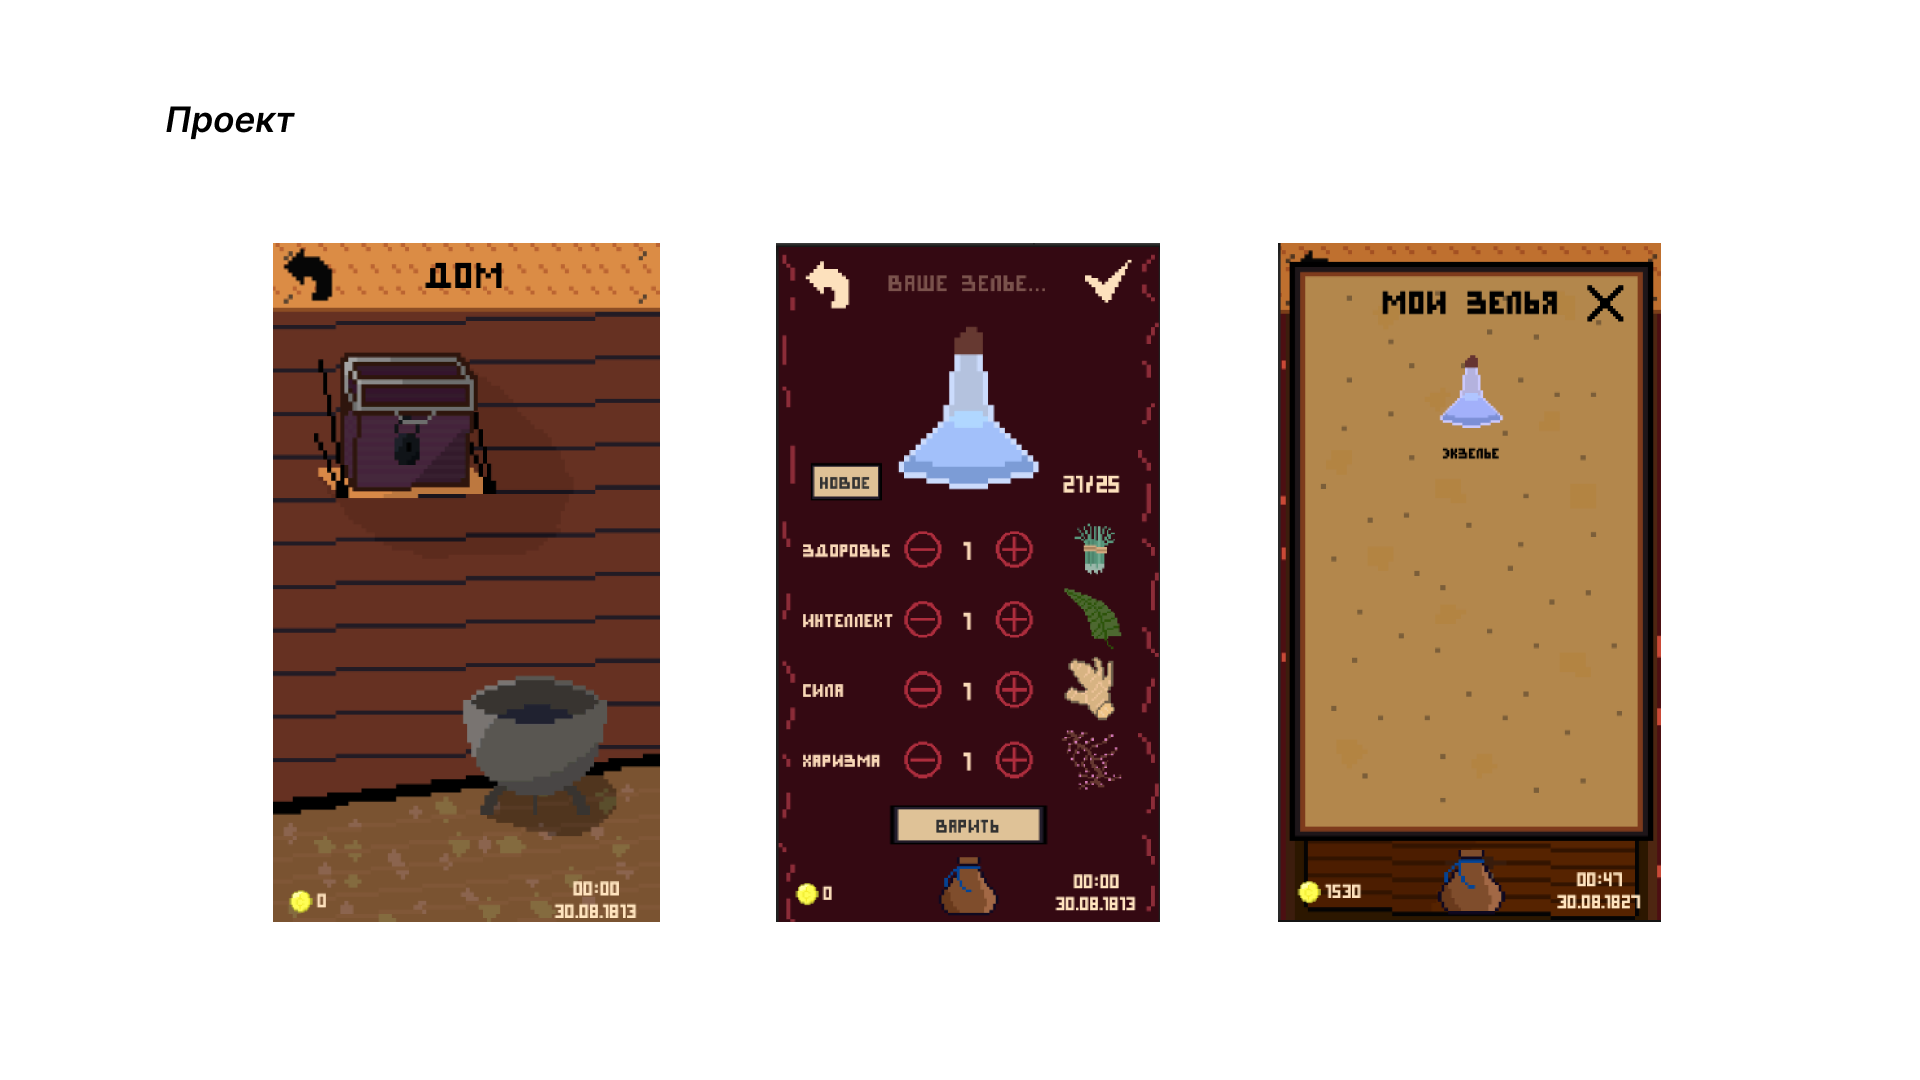 Проект
ДОМ
0
00:00
30.08.1813
ВАШЕ ЗЕЛЬЕ...
НОВОЕ
21/25
ЗДОРОВЬЕ 1
ИНТЕЛЛЕКТ 1
СИЛА 1
ХАРИЗМА 1
ВАРИТЬ
0
00:00
30.08.1813
МОИ ЗЕЛЬЯ
ЭКЗЕЛЬЕ
1530
00:47
30.08.1827